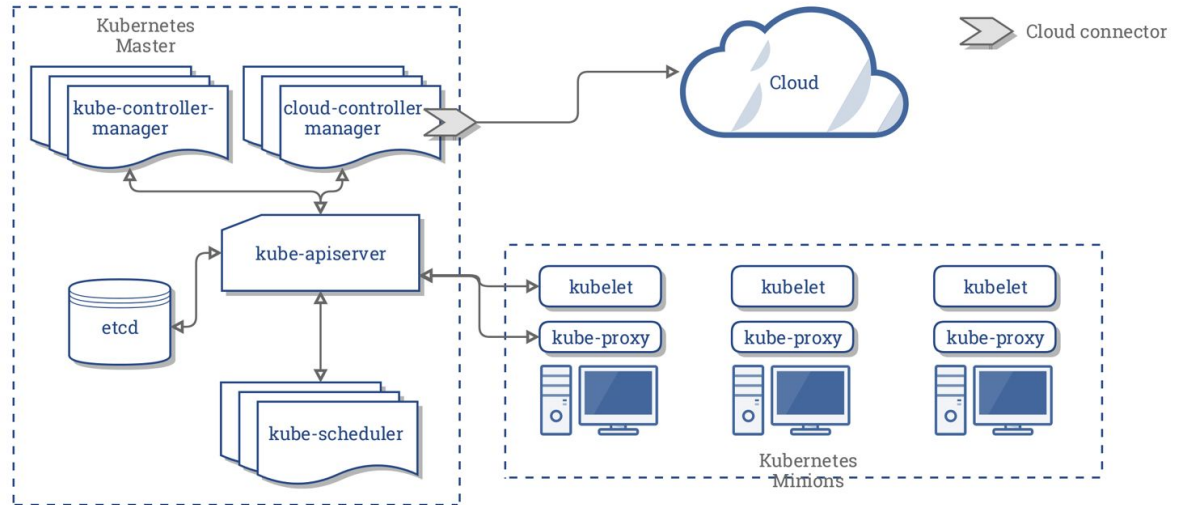 Kubernetes
Master
kube-controller-
manager
cloud-controller
manager
Cloud
Cloud connector
kube-apiserver
etcd
kube-scheduler
kubelet
kubelet
kubelet
kube-proxy
kube-proxy
kube-proxy
Kubernetes
Minions